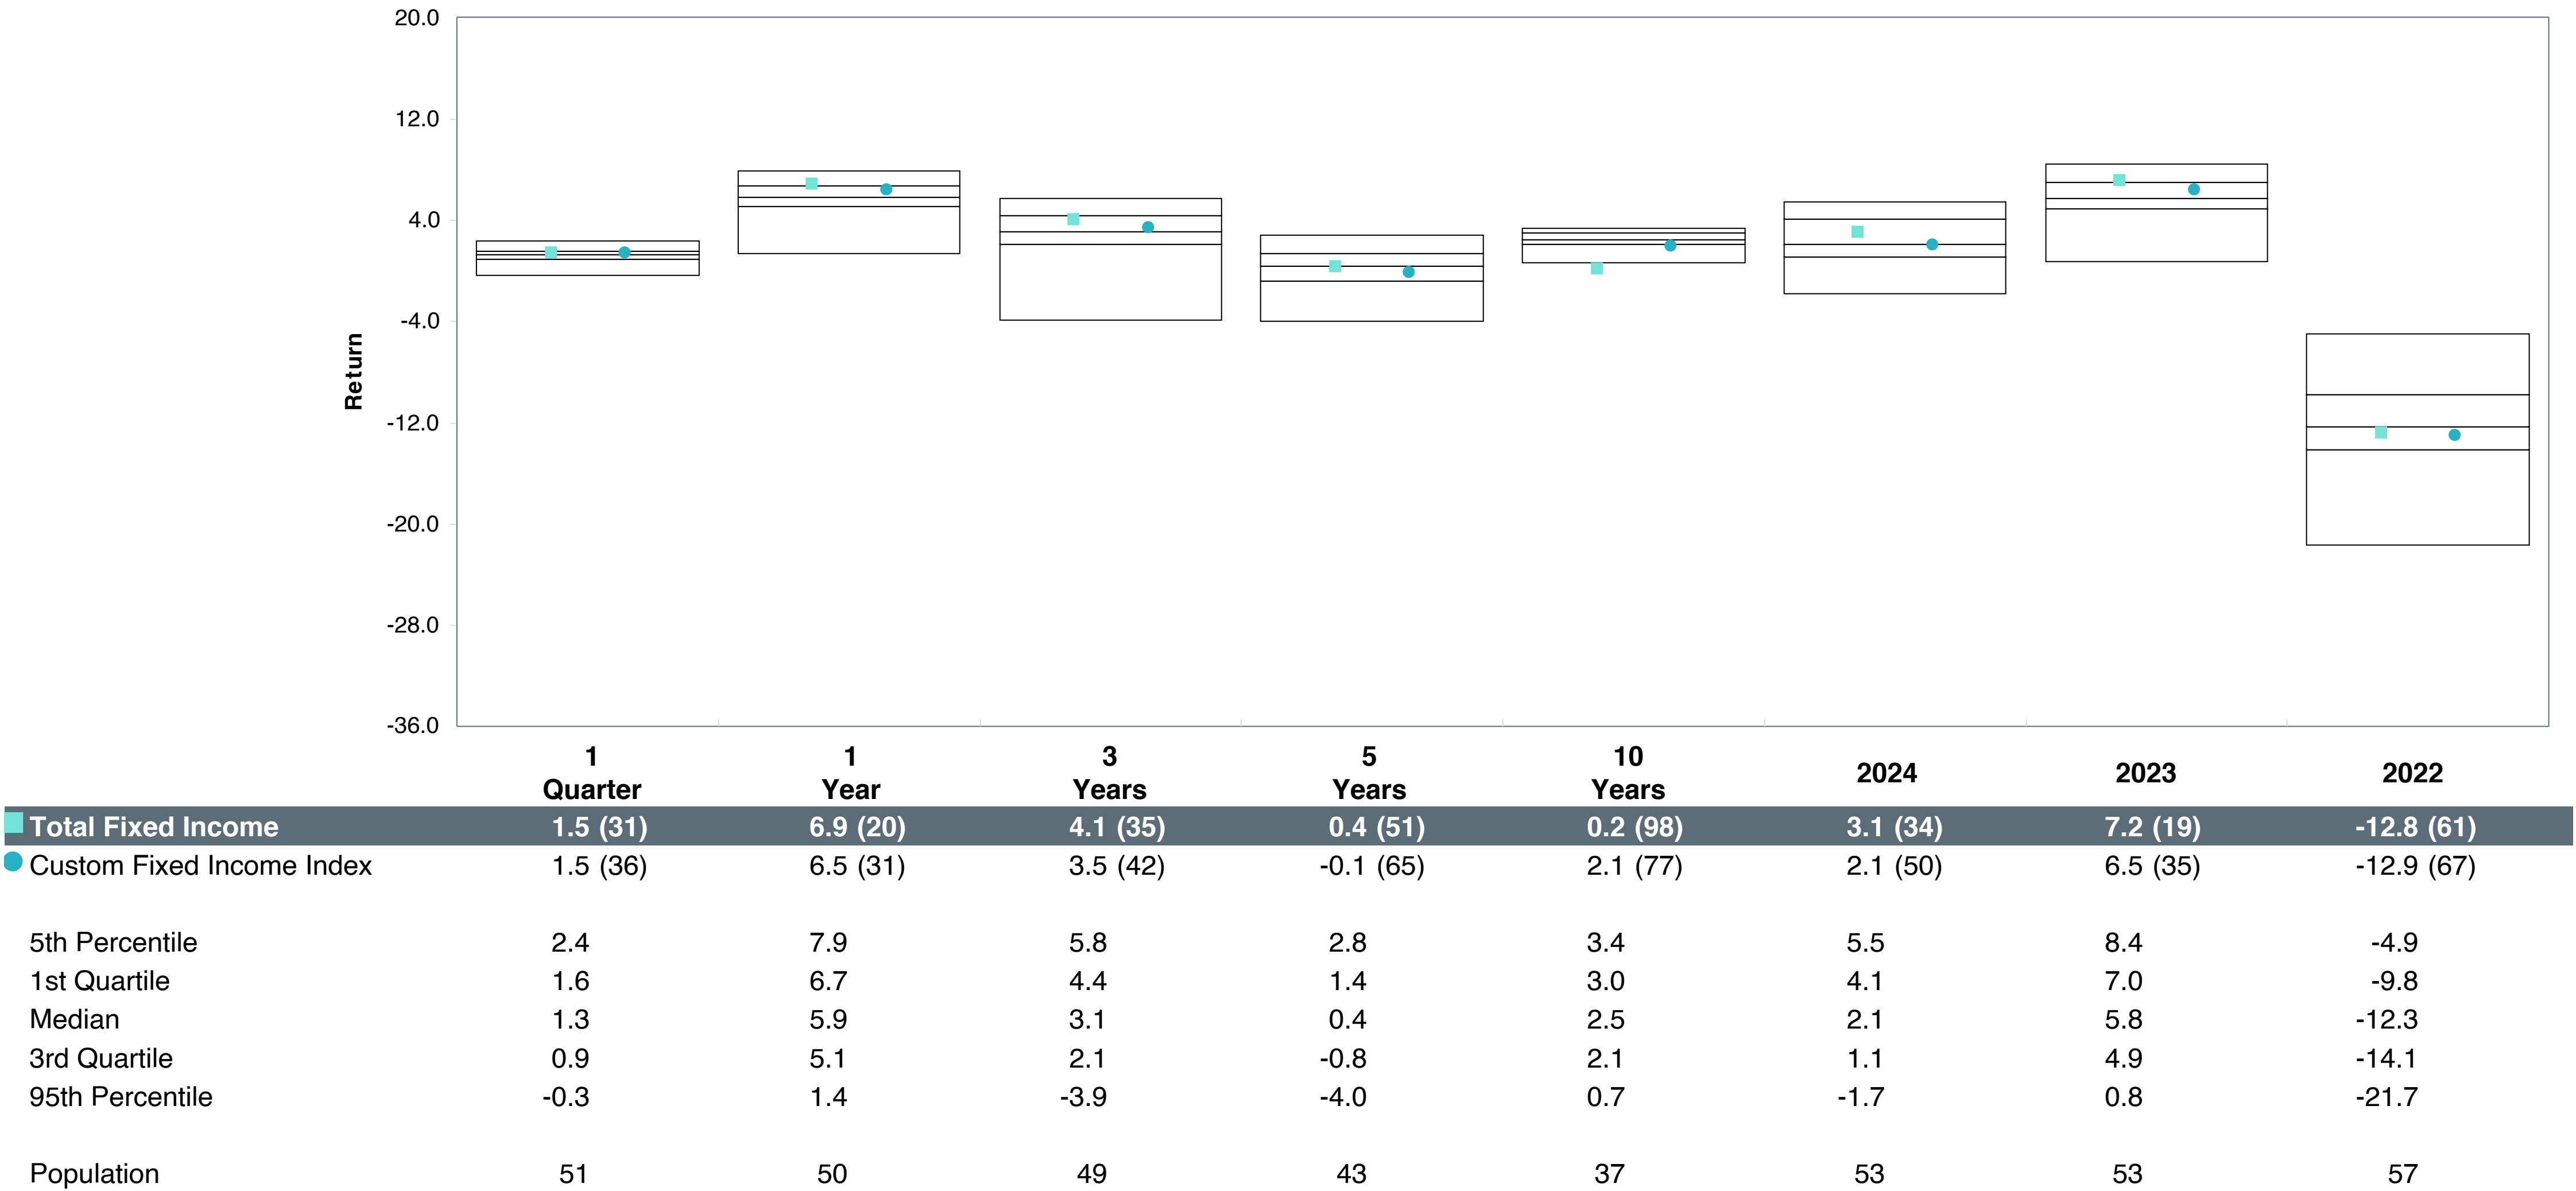 20.0
12.0
4.0
-4.0
-12.0
-20.0
-28.0
-36.0
Return
1 Quarter 1 Year 3 Years 5 Years 10 Years 2024 2023 2022
Total Fixed Income 1.5 (31) 6.9 (20) 4.1 (35) 0.4 (51) 0.2 (98) 3.1 (34) 7.2 (19) -12.8 (61)
Custom Fixed Income Index 1.5 (36) 6.5 (31) 3.5 (42) -0.1 (65) 2.1 (77) 2.1 (50) 6.5 (35) -12.9 (67)
5th Percentile 2.4 7.9 5.8 2.8 3.4 5.5 8.4 -4.9
1st Quartile 1.6 6.7 4.4 1.4 3.0 4.1 7.0 -9.8
Median 1.3 5.9 3.1 0.4 2.5 2.1 5.8 -12.3
3rd Quartile 0.9 5.1 2.1 -0.8 2.1 1.1 4.9 -14.1
95th Percentile -0.3 1.4 -3.9 -4.0 0.7 -1.7 0.8 -21.7
Population 51 50 49 43 37 53 53 57